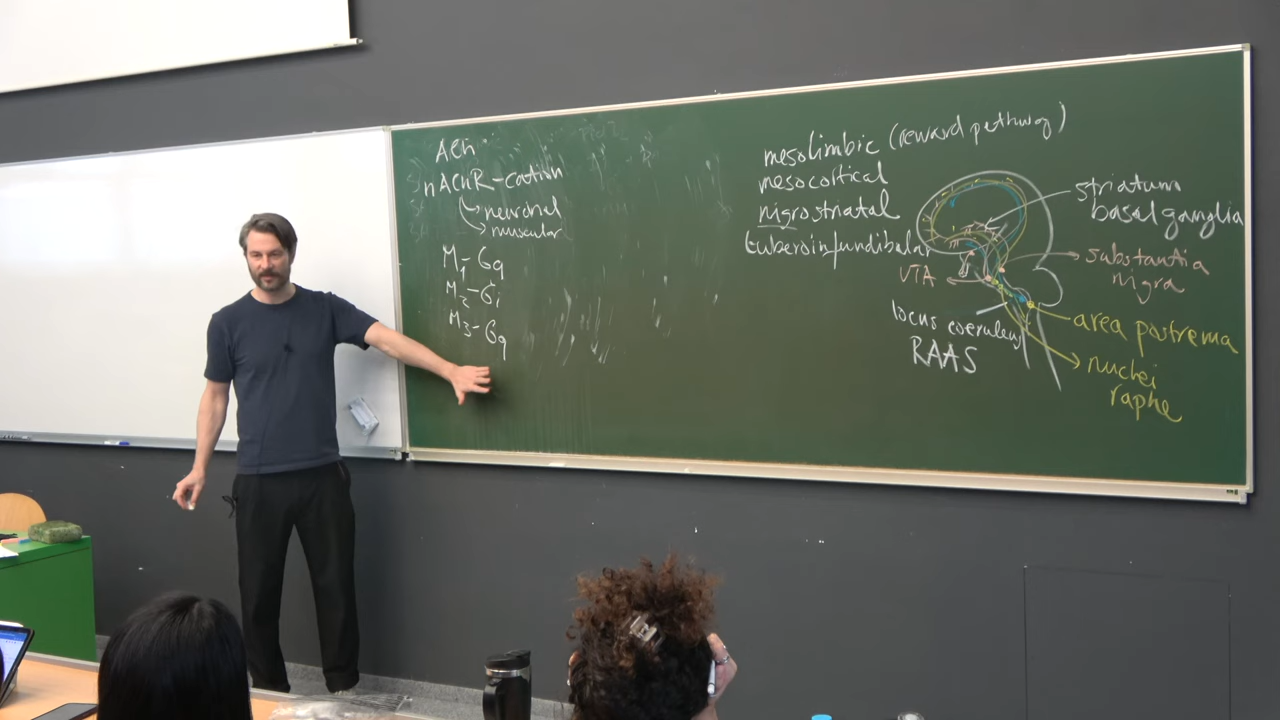 ACh
nAChR-cation
neuronal
muscular
M1-Gq
M2-Gi
M3-Gq
mesolimbic (reward pathway)
mesocortical
nigrostriatal
tuberoinfundibular
striatum
basal ganglia
substantia
nigra
VTA
locus coeruleus
RAAS
area postrema
nuclei
raphe